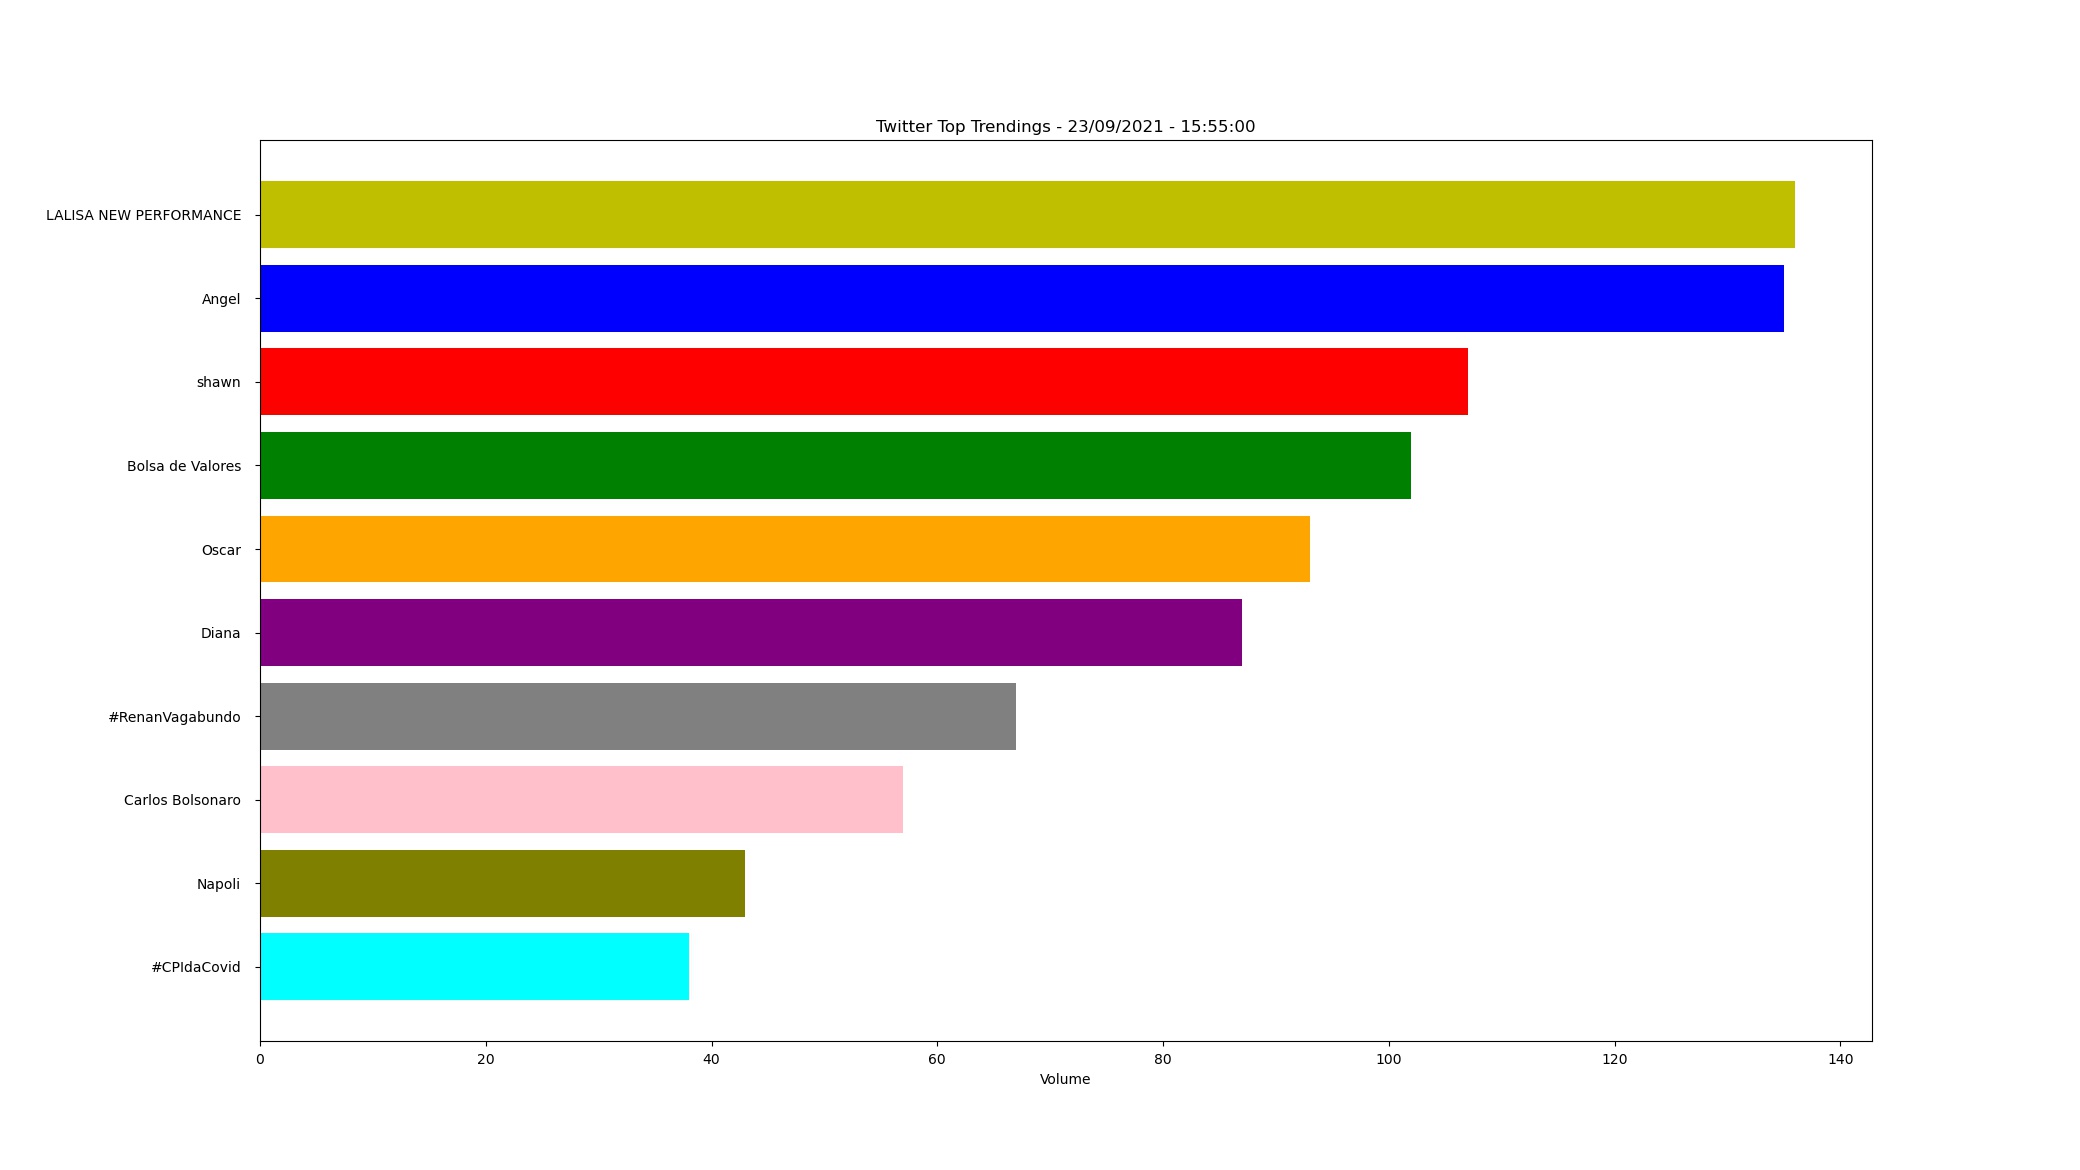 Twitter Top Trendings - 23/09/2021 - 15:55:00
LALISA NEW PERFORMANCE
Angel
shawn
Bolsa de Valores
Oscar
Diana
#RenanVagabundo
Carlos Bolsonaro
Napoli
#CPIdaCovid
0 20 40 60 80 100 120 140
Volume